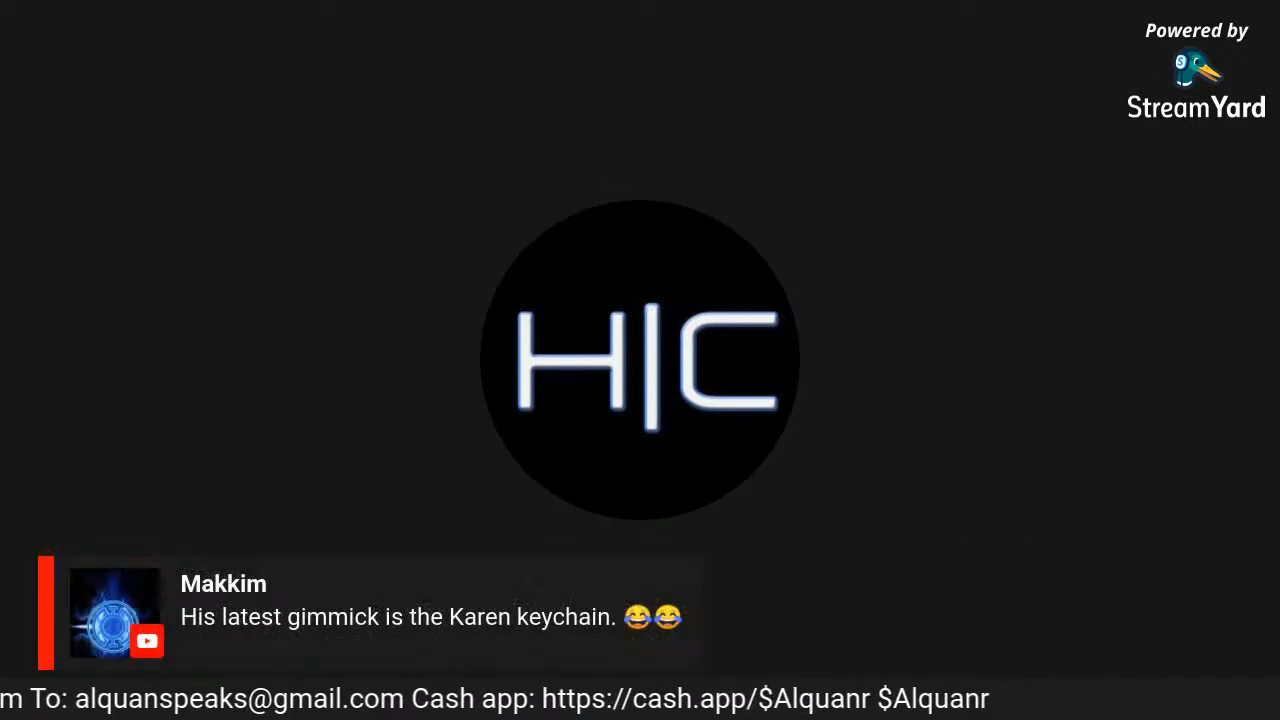 Powered by
StreamYard
H|C
Makkim
His latest gimmick is the Karen keychain. 😂😂
m To: alquanspeaks@gmail.com Cash app: https://cash.app/$Alquanr $Alquanr